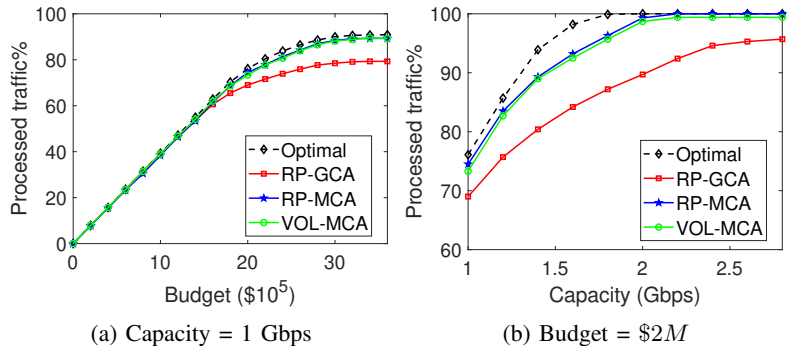 100
80
60
40
20
0
Processed traffic%
0
10
20
30
Budget ($10^5)
Optimal
RP-GCA
RP-MCA
VOL-MCA
(a) Capacity = 1 Gbps
100
90
80
70
60
Processed traffic%
1
1.5
2
2.5
Capacity (Gbps)
Optimal
RP-GCA
RP-MCA
VOL-MCA
(b) Budget = $2M